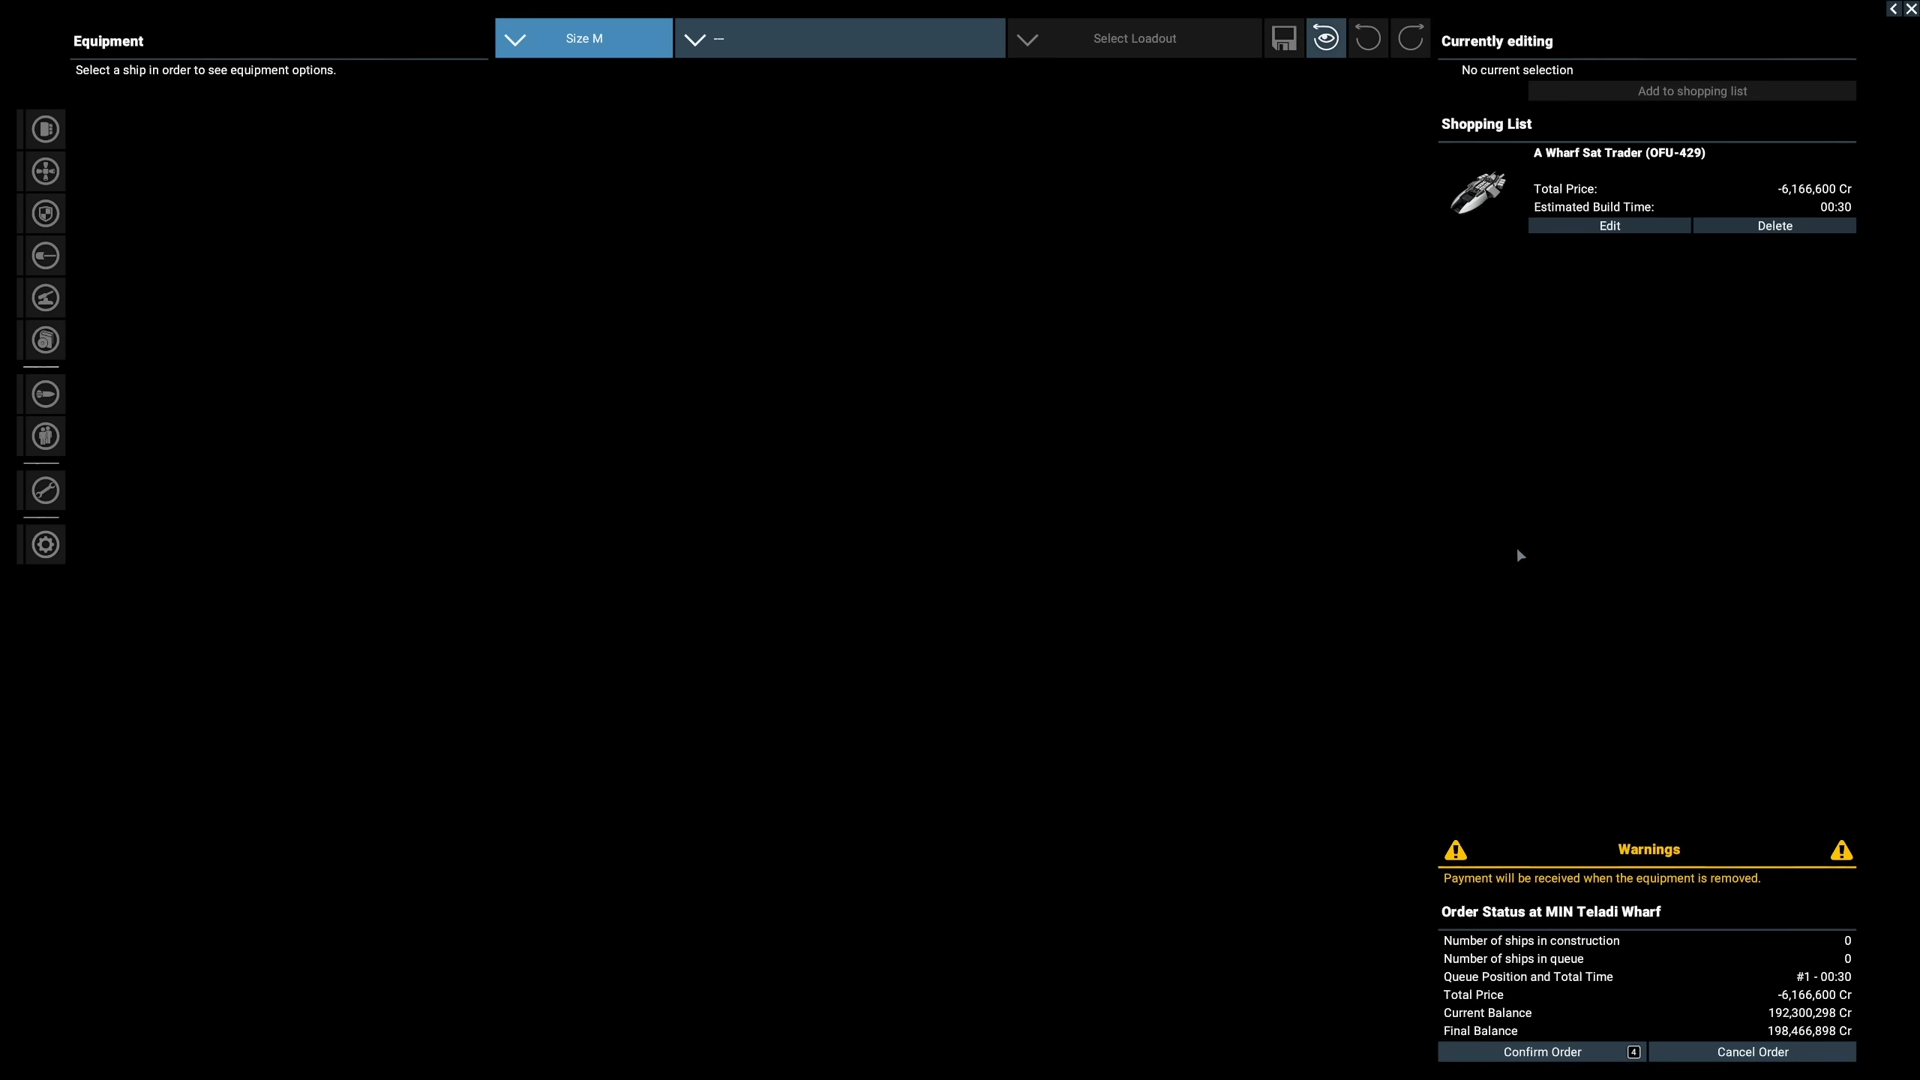 Equipment
Select a ship in order to see equipment options.
Size M
---
Select Loadout
Currently editing
No current selection
Add to shopping list
Shopping List
A Wharf Sat Trader (OFU-429)
Total Price: -6,166,600 Cr
Estimated Build Time: 00:30
Edit Delete
Warnings
Payment will be received when the equipment is removed.
Order Status at MIN Teladi Wharf
Number of ships in construction 0
Number of ships in queue 0
Queue Position and Total Time #1 - 00:30
Total Price -6,166,600 Cr
Current Balance 192,300,298 Cr
Final Balance 198,466,898 Cr
Confirm Order 4 Cancel Order